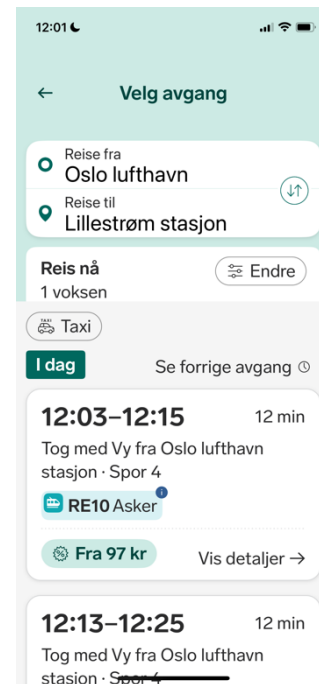 12:01
Velg avgang
Reise fra
Oslo lufthavn
Reise til
Lillestrøm stasjon
Reis nå
Endre
1 voksen
TAXI
Taxi
I dag
Se forrige avgang
12:03–12:15
12 min
Tog med Vy fra Oslo lufthavn
stasjon · Spor 4
RE10 Asker
Fra 97 kr
Vis detaljer
12:13–12:25
12 min
Tog med Vy fra Oslo lufthavn
stasjon · Spor 4